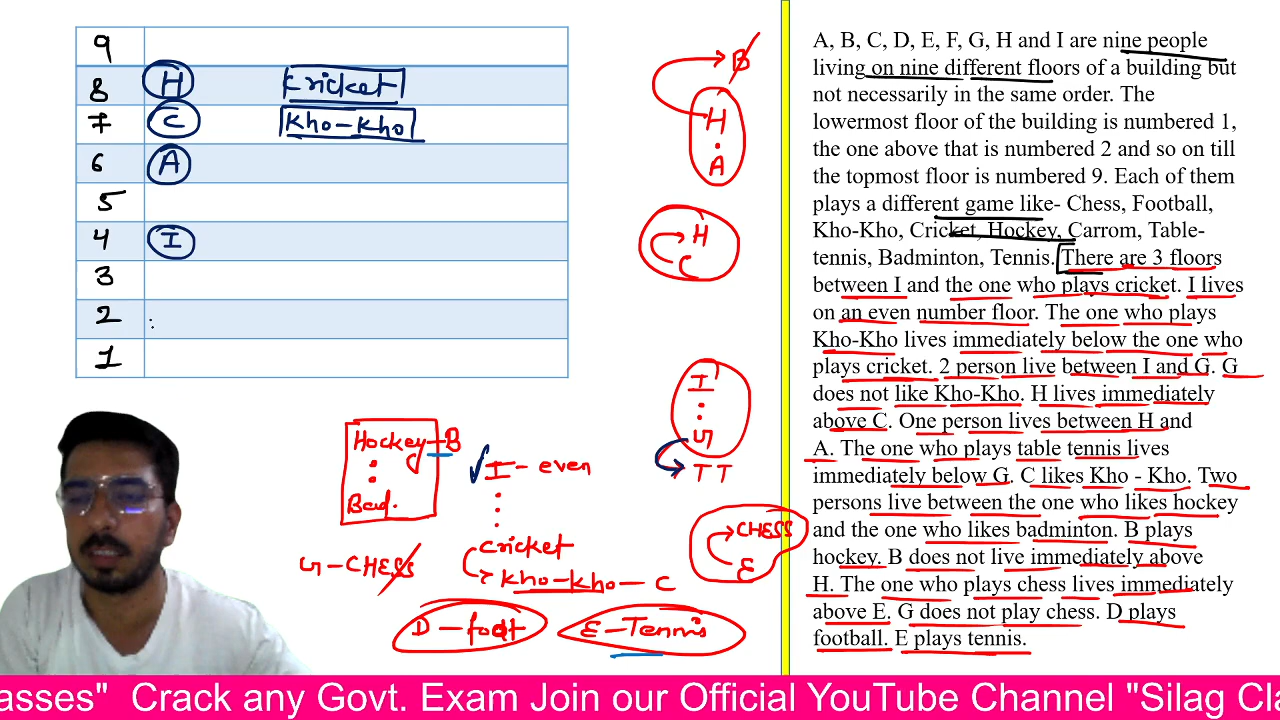 9
8 H Cricket
7 C Kho-Kho
6 A
5
4 I
3
2
1
B
H
A
H
C
I
G
TT
CHESS
E
Hockey-B
Bad.
I - even
cricket
Kho-Kho - C
G - CHESS
D - foot
E - Tennis
A, B, C, D, E, F, G, H and I are nine people
living on nine different floors of a building but
not necessarily in the same order. The
lowermost floor of the building is numbered 1,
the one above that is numbered 2 and so on till
the topmost floor is numbered 9. Each of them
plays a different game like- Chess, Football,
Kho-Kho, Cricket, Hockey, Carrom, Table-
tennis, Badminton, Tennis. There are 3 floors
between I and the one who plays cricket. I lives
on an even number floor. The one who plays
Kho-Kho lives immediately below the one who
plays cricket. 2 person live between I and G. G
does not like Kho-Kho. H lives immediately
above C. One person lives between H and
A. The one who plays table tennis lives
immediately below G. C likes Kho - Kho. Two
persons live between the one who likes hockey
and the one who likes badminton. B plays
hockey. B does not live immediately above
H. The one who plays chess lives immediately
above E. G does not play chess. D plays
football. E plays tennis.
lasses" Crack any Govt. Exam Join our Official YouTube Channel "Silag Cla